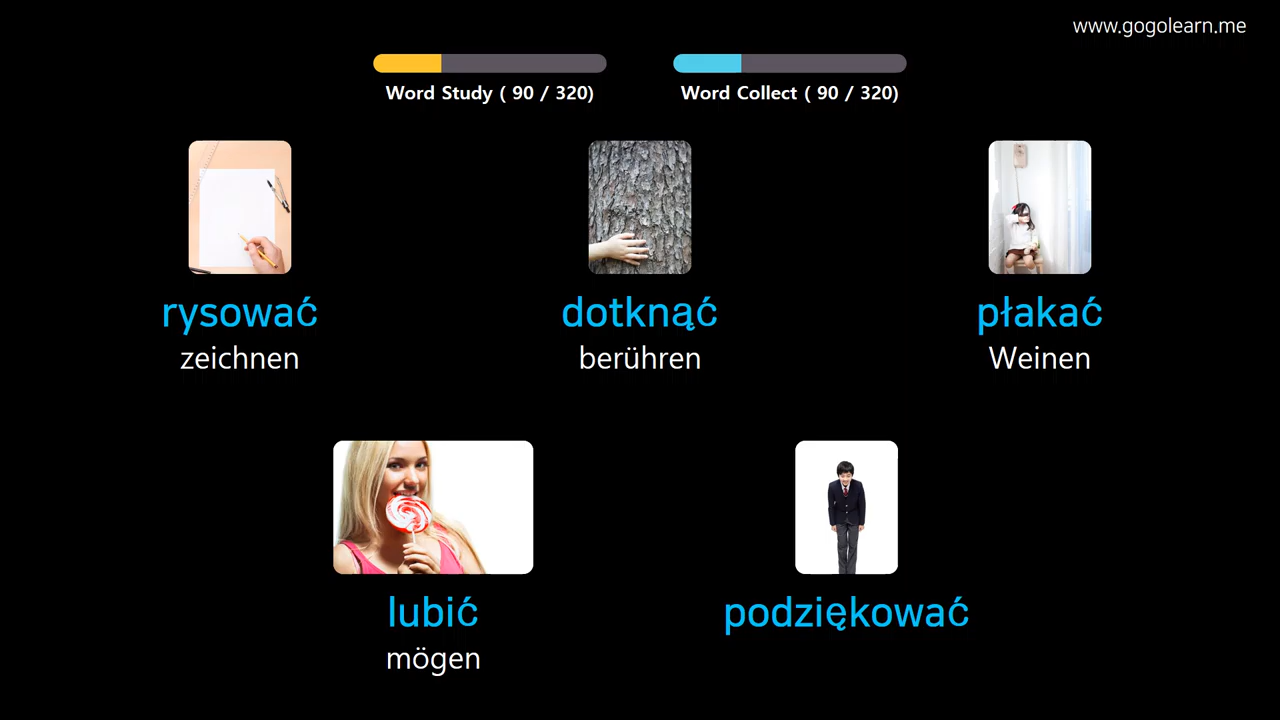 www.gogolearn.me
Word Study ( 90 / 320)
Word Collect ( 90 / 320)
rysować
zeichnen
dotknąć
berühren
płakać
Weinen
lubić
mögen
podziękować